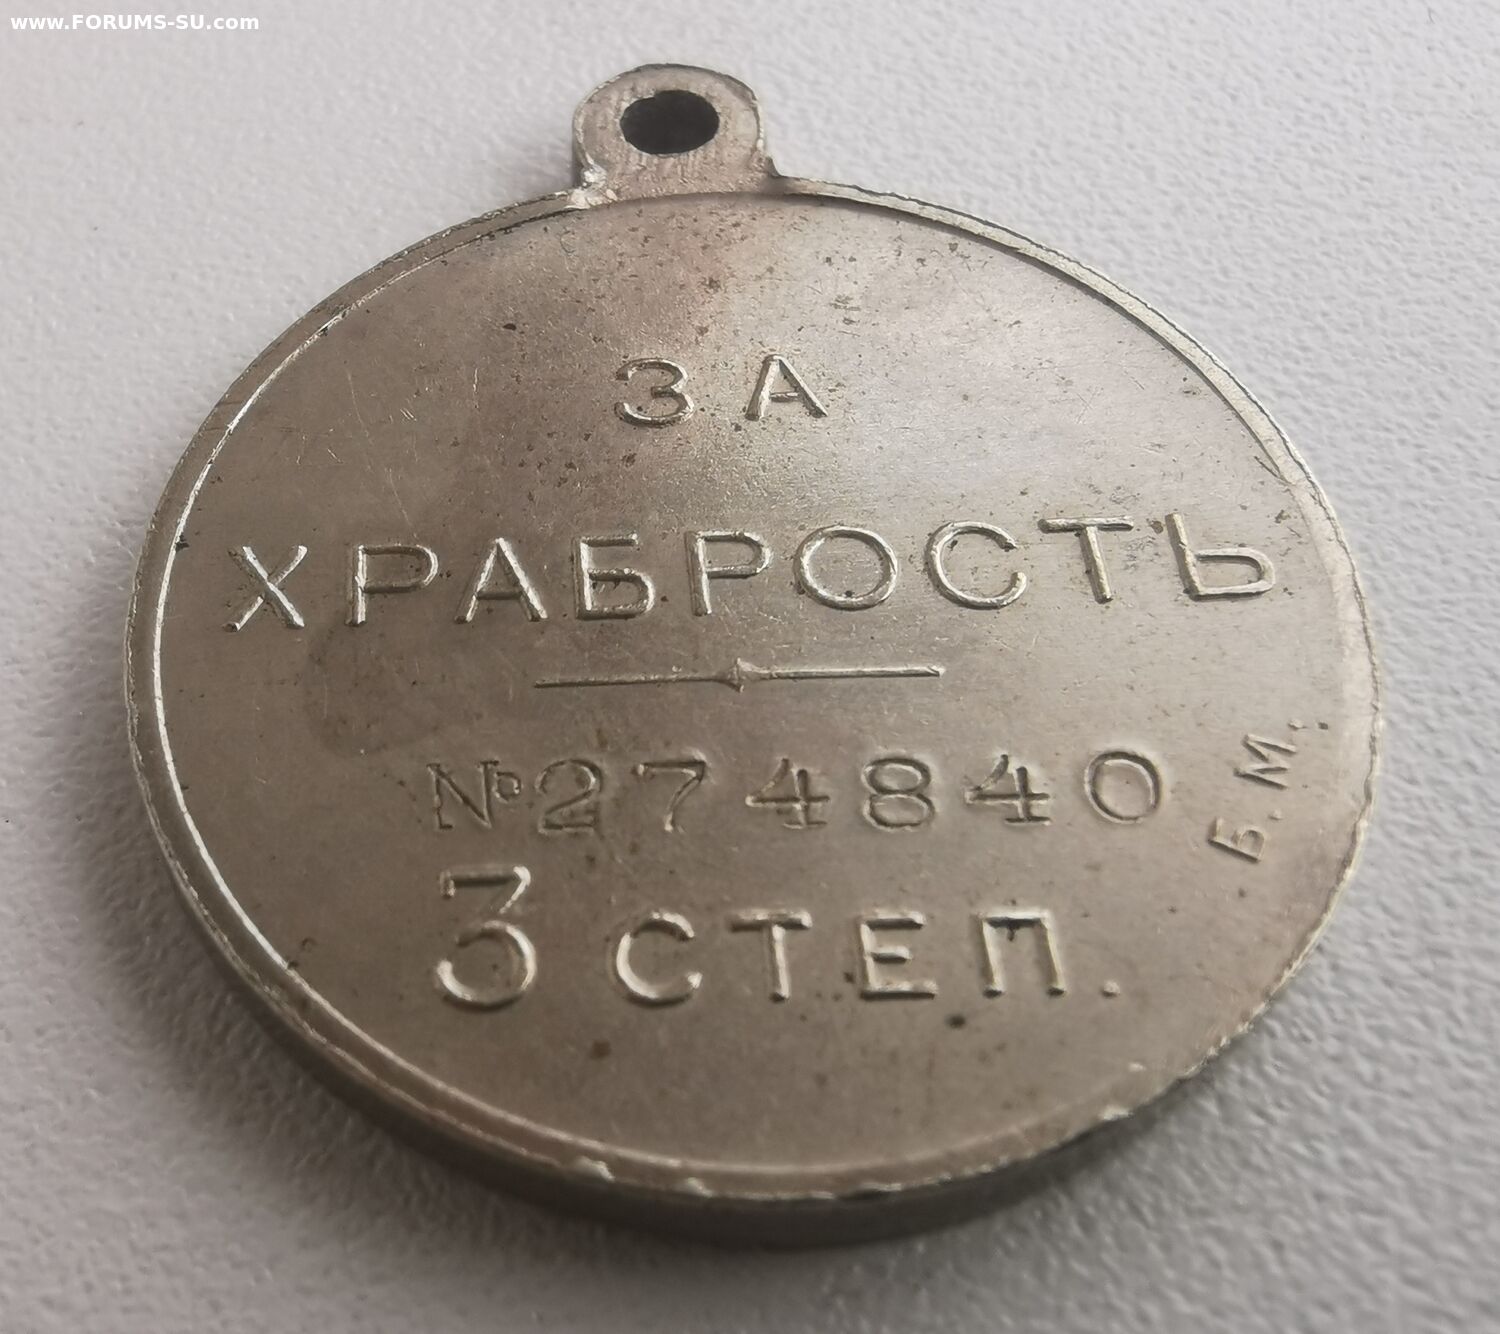 www.FORUMS-SU.com
ЗА
ХРАБРОСТЬ
№274840
3 СТЕП.
Б.М.